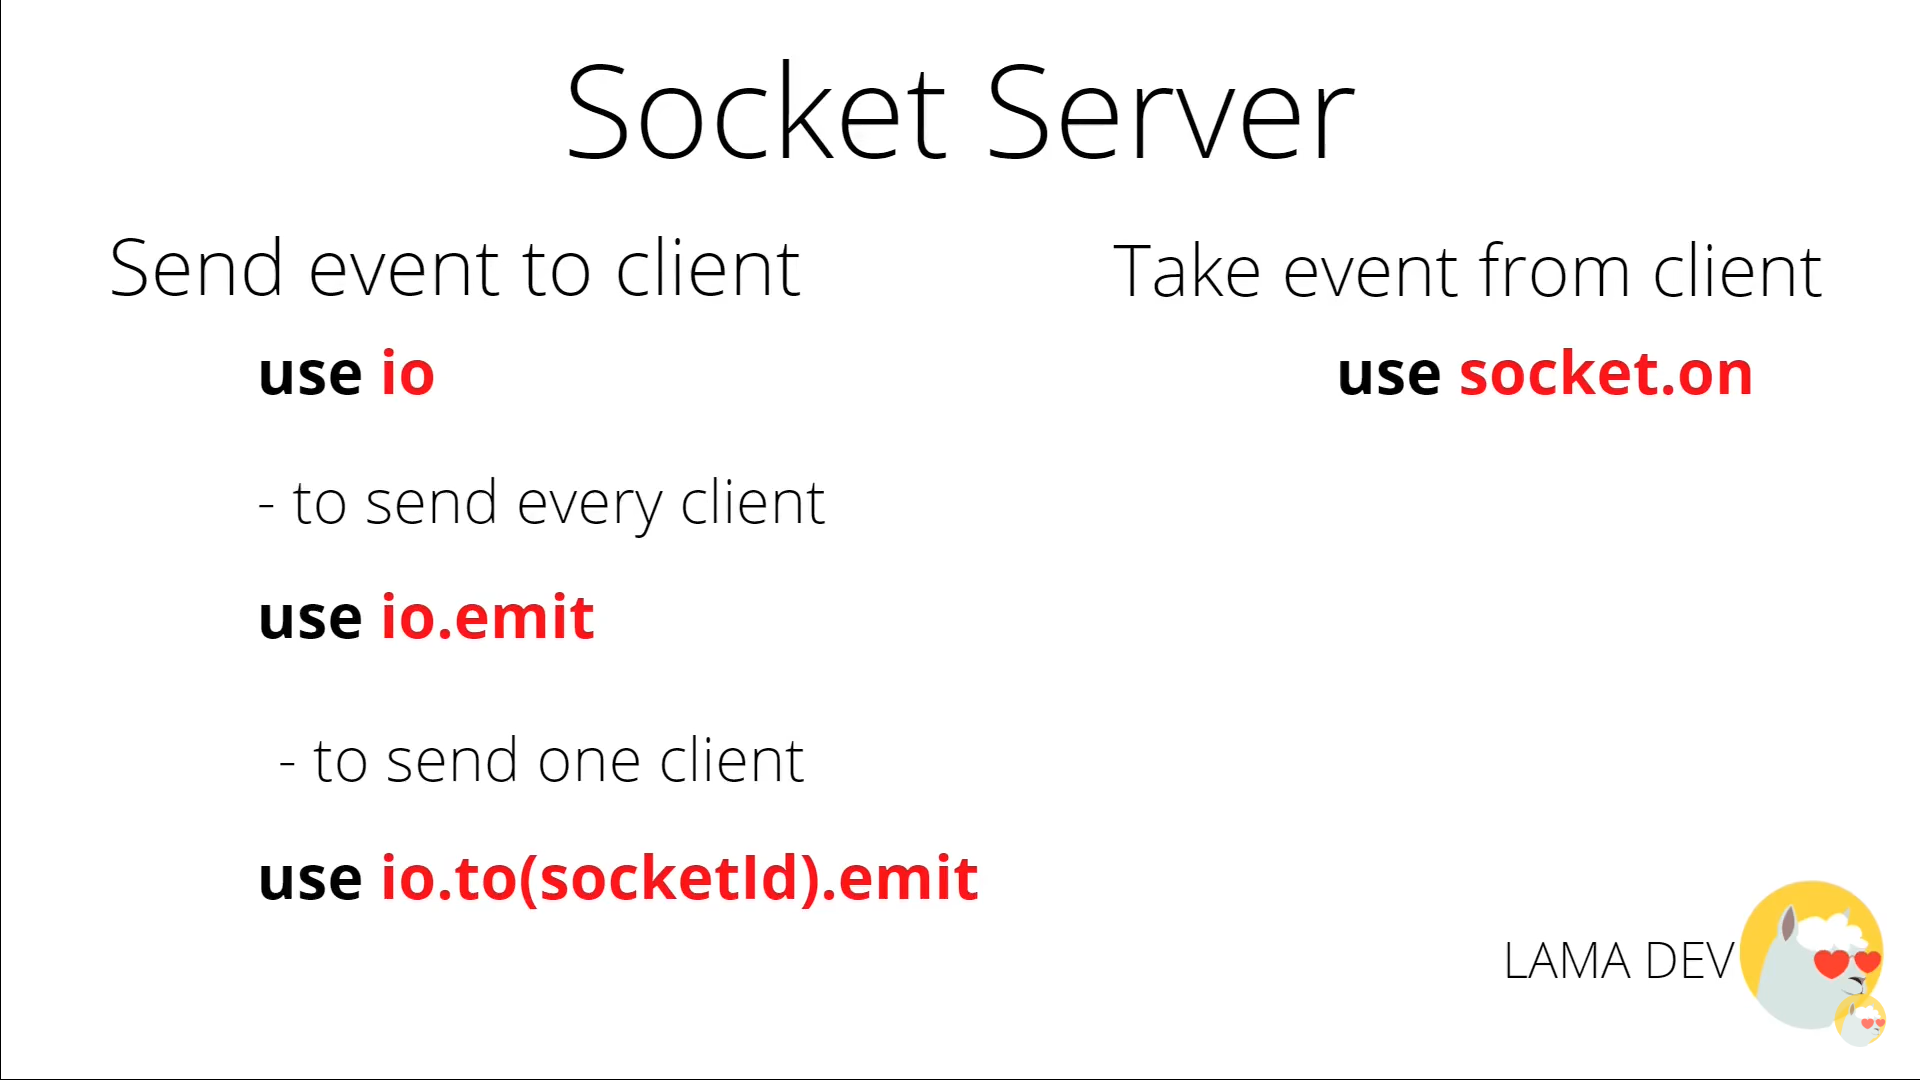 Socket Server
Send event to client
use io
- to send every client
use io.emit
- to send one client
use io.to(socketId).emit
Take event from client
use socket.on
LAMA DEV